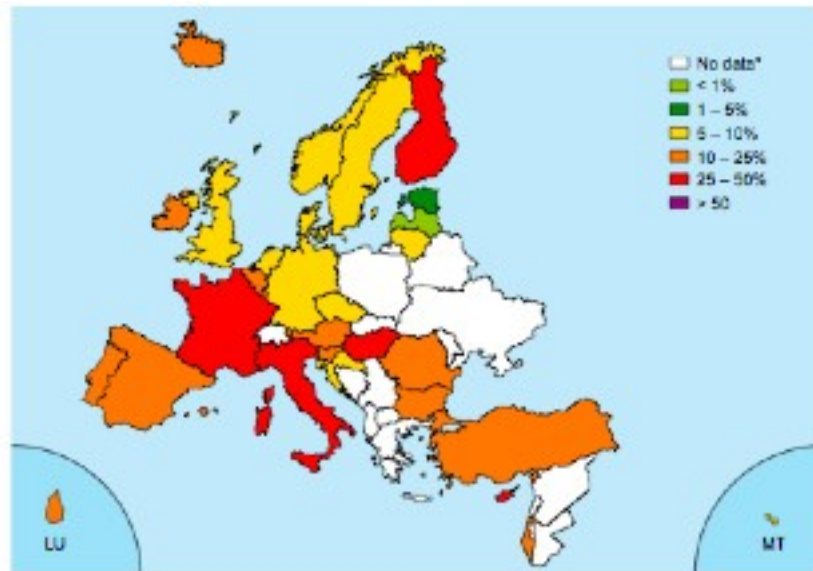 No data*
< 1%
1 – 5%
5 – 10%
10 – 25%
25 – 50%
> 50
LU
MT